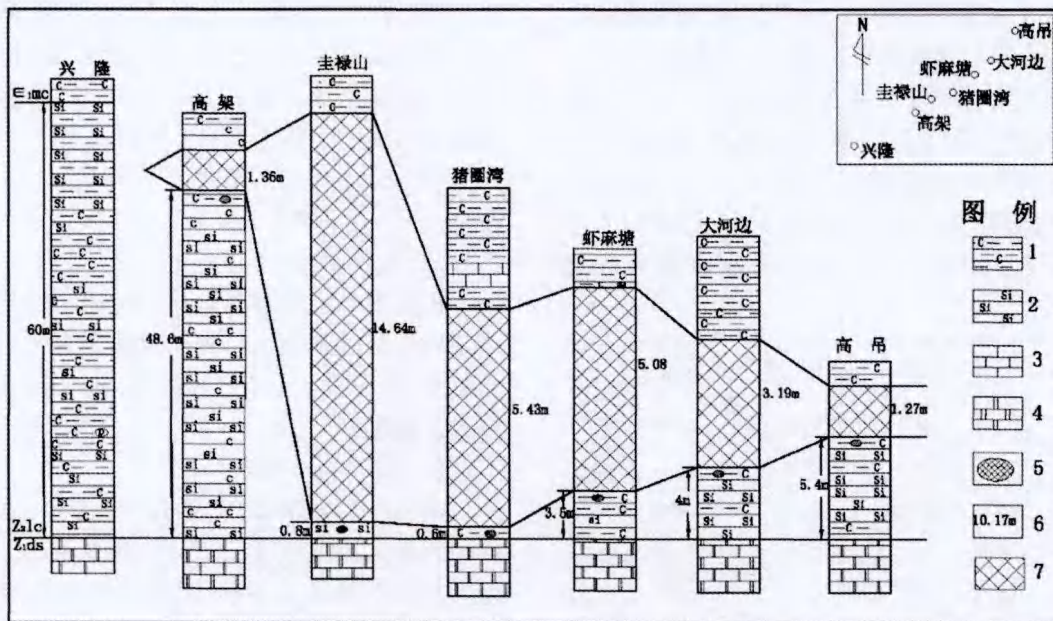 兴 隆
高 架
圭禄山
猪圈湾
虾麻塘
大河边
高 吊
∈₁mc
60m
Z₂lc
Z₁ds
1.36m
48.6m
14.64m
0.8m
5.43m
0.6m
5.08
3.5m
3.19m
4m
1.27m
5.4m
N
高吊
大河边
虾麻塘
圭禄山
猪圈湾
高架
兴隆
图 例
1
2
3
4
5
10.17m 6
7